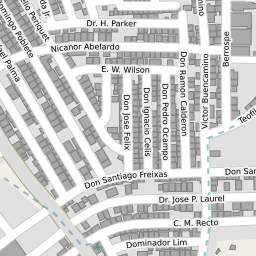 Dr. H. Parker
Nicanor Abelardo
E. W. Wilson
Don Jose Felix
Don Ignacio Celis
Don Pedro Ocampo
Don Ramon Calderon
Victor Buencamino
Don Santiago Freixas
Dr. Jose P. Laurel
C. M. Recto
Dominador Lim